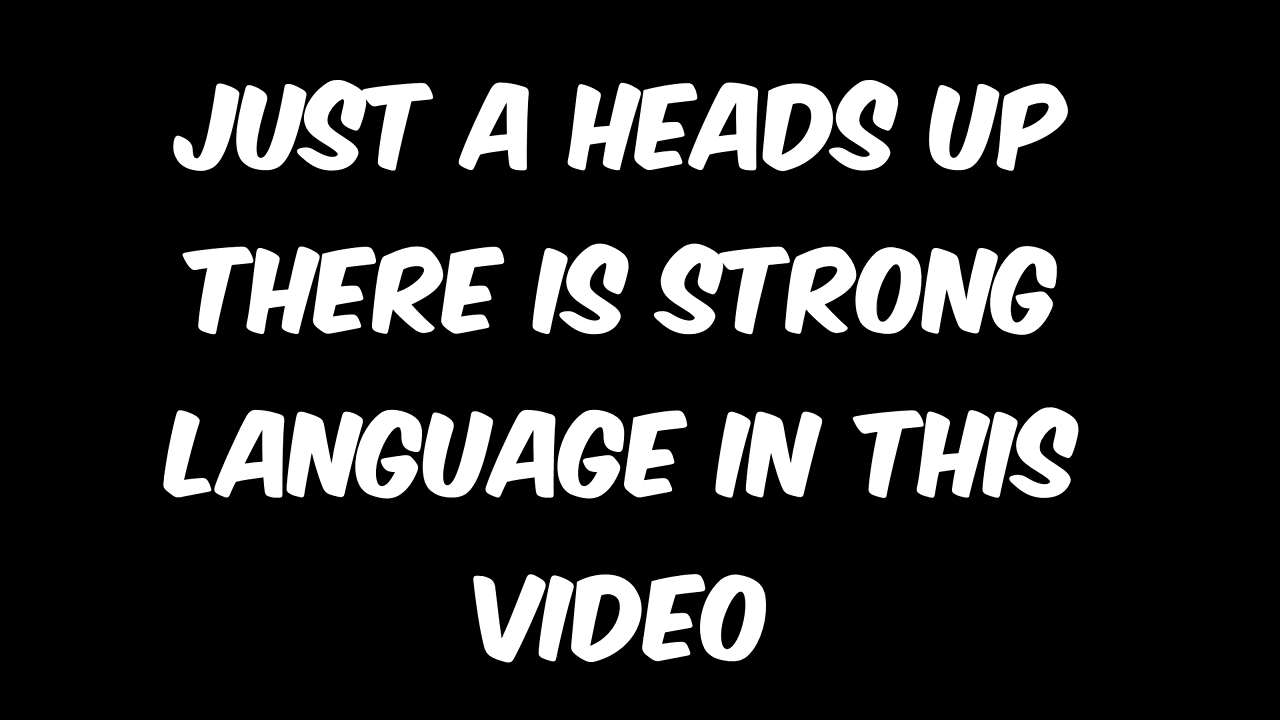 JUST A HEADS UP
THERE IS STRONG
LANGUAGE IN THIS
VIDEO